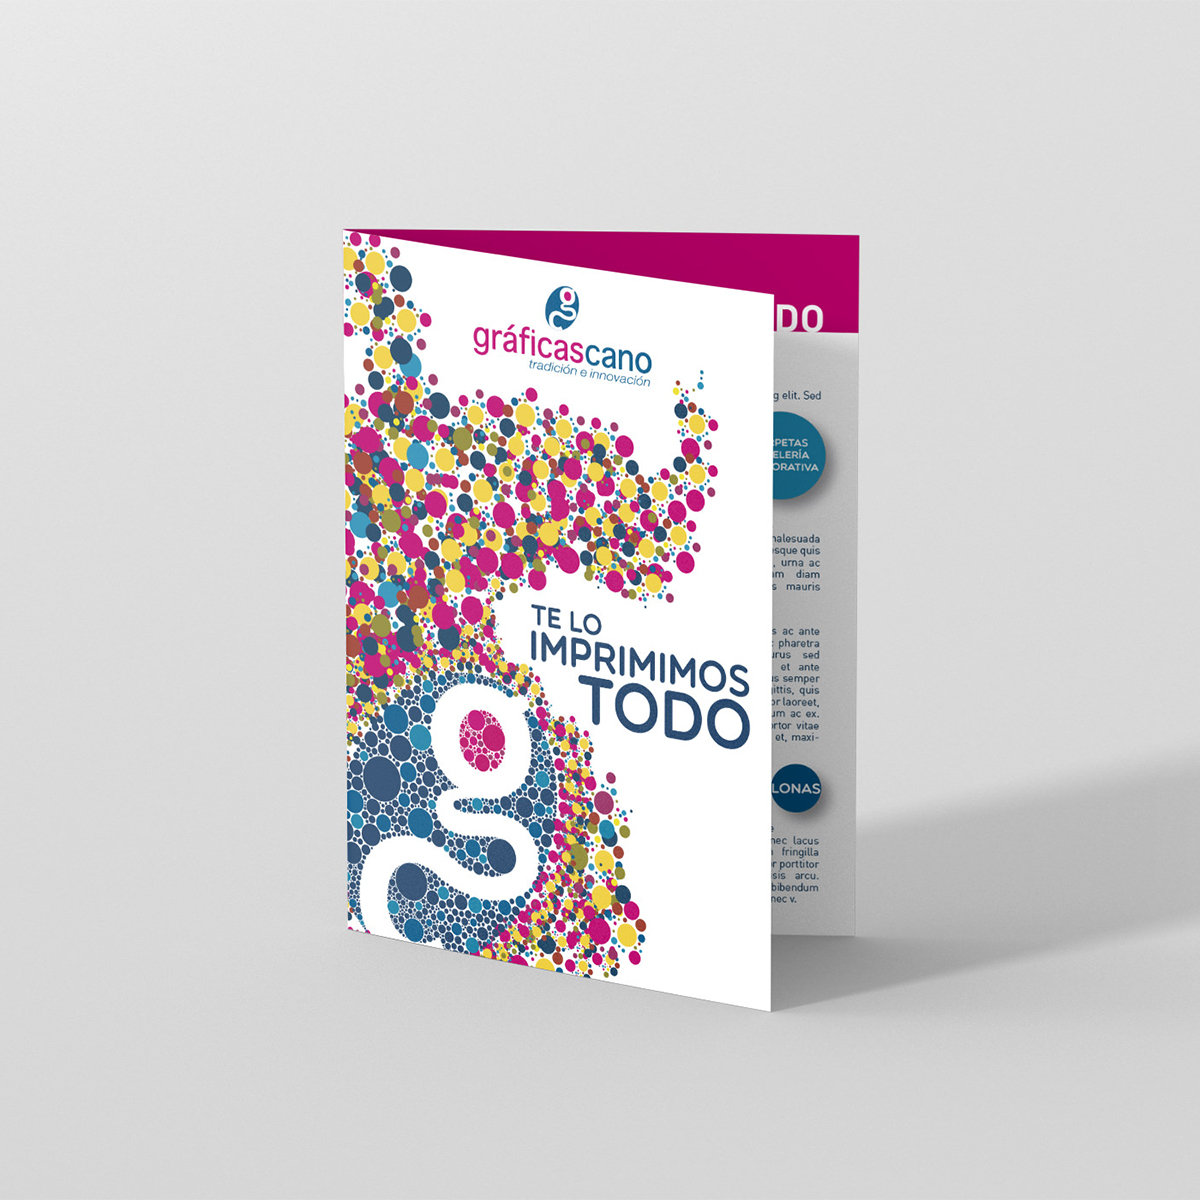 gráficascano
tradición e innovación
TE LO
IMPRIMIMOS
TODO
DO
g elit. Sed
RPETAS
ELERÍA
ORATIVA
malesuada
esque quis
, urna ac
am diam
s mauris
s ac ante
pharetra
urus sed
et ante
us semper
gittis, quis
or laoreet,
um ac ex.
ortor vitae
et, maxi-
LONAS
e
nec lacus
fringilla
r porttitor
sis arcu.
bibendum
nec v.